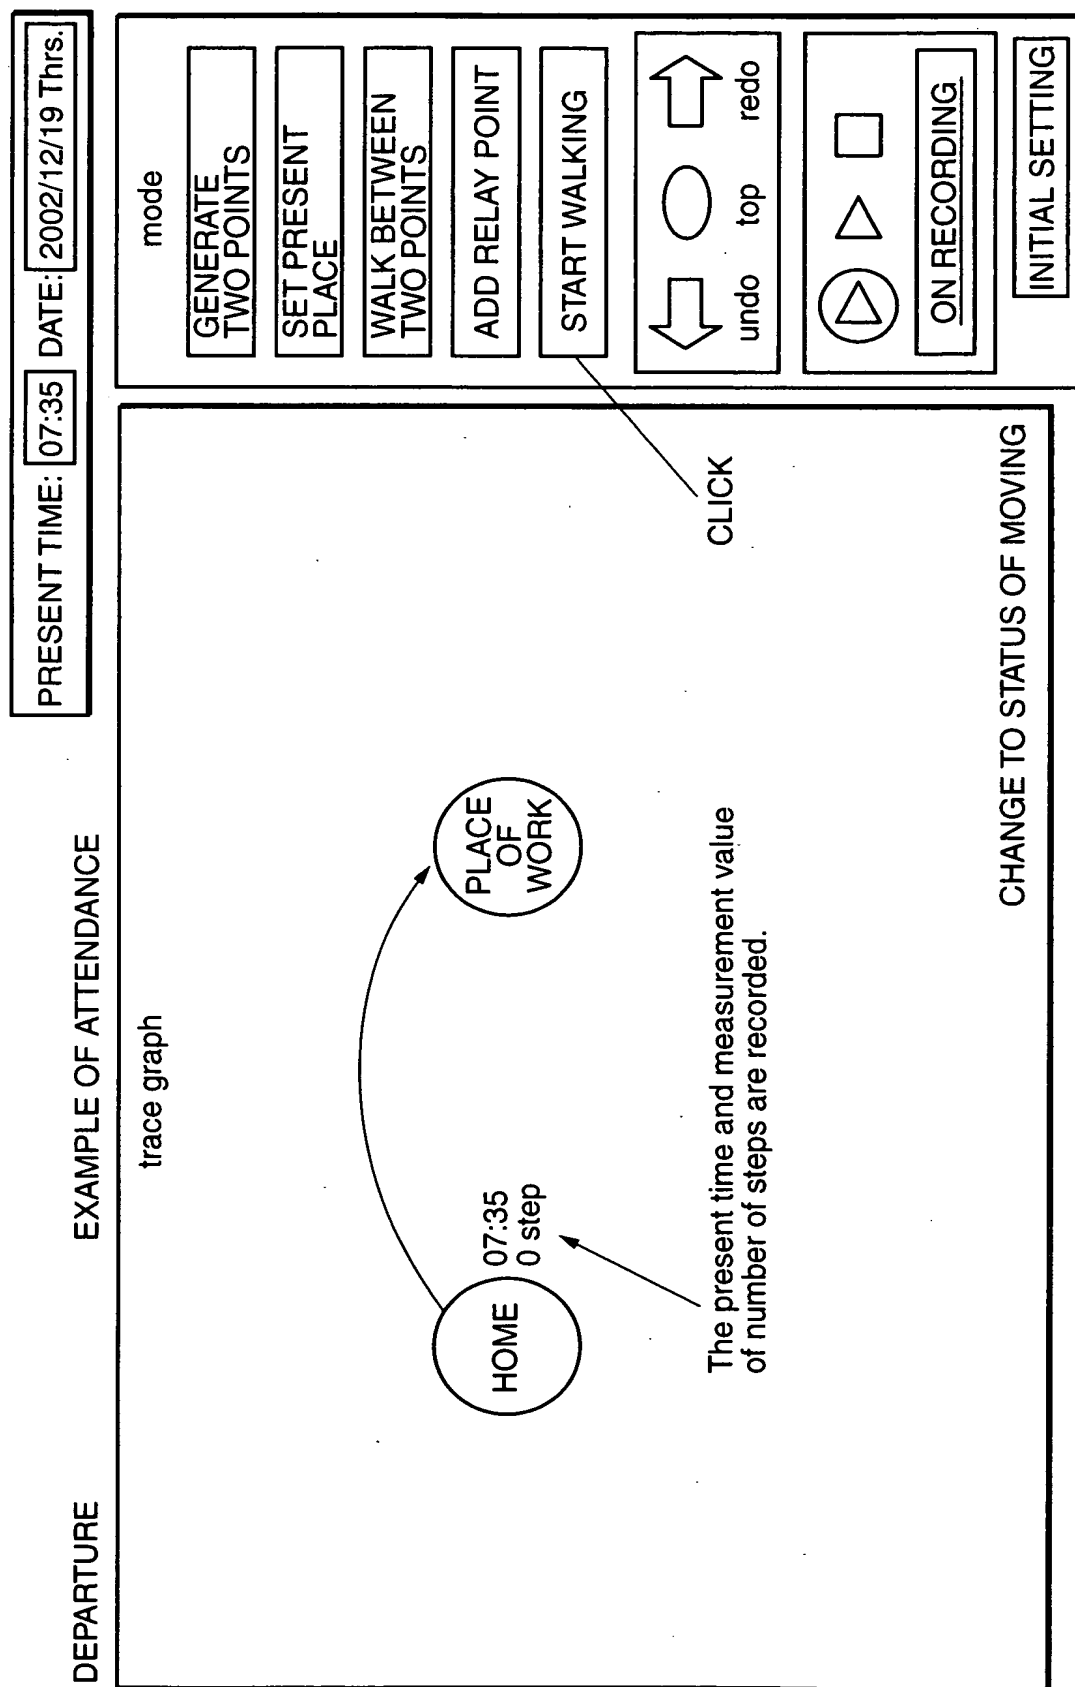 DEPARTURE
EXAMPLE OF ATTENDANCE
PRESENT TIME: 07:35 DATE: 2002/12/19 Thrs.
trace graph
HOME
07:35
0 step
PLACE
OF
WORK
The present time and measurement value
of number of steps are recorded.
CLICK
CHANGE TO STATUS OF MOVING
mode
GENERATE
TWO POINTS
SET PRESENT
PLACE
WALK BETWEEN
TWO POINTS
ADD RELAY POINT
START WALKING
undo top redo
ON RECORDING
INITIAL SETTING